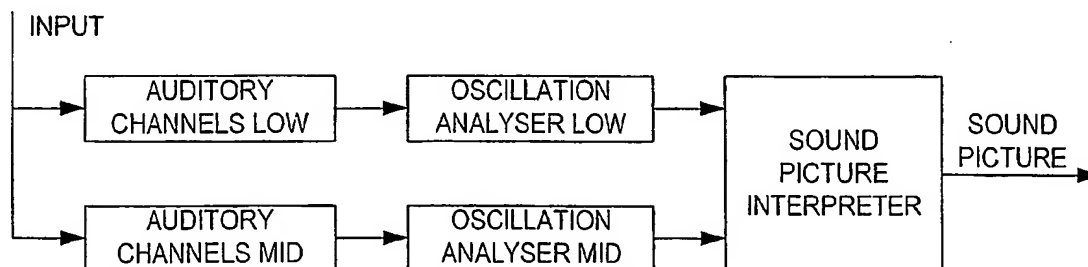 INPUT
AUDITORY
CHANNELS LOW
OSCILLATION
ANALYSER LOW
SOUND
PICTURE
INTERPRETER
SOUND
PICTURE
AUDITORY
CHANNELS MID
OSCILLATION
ANALYSER MID